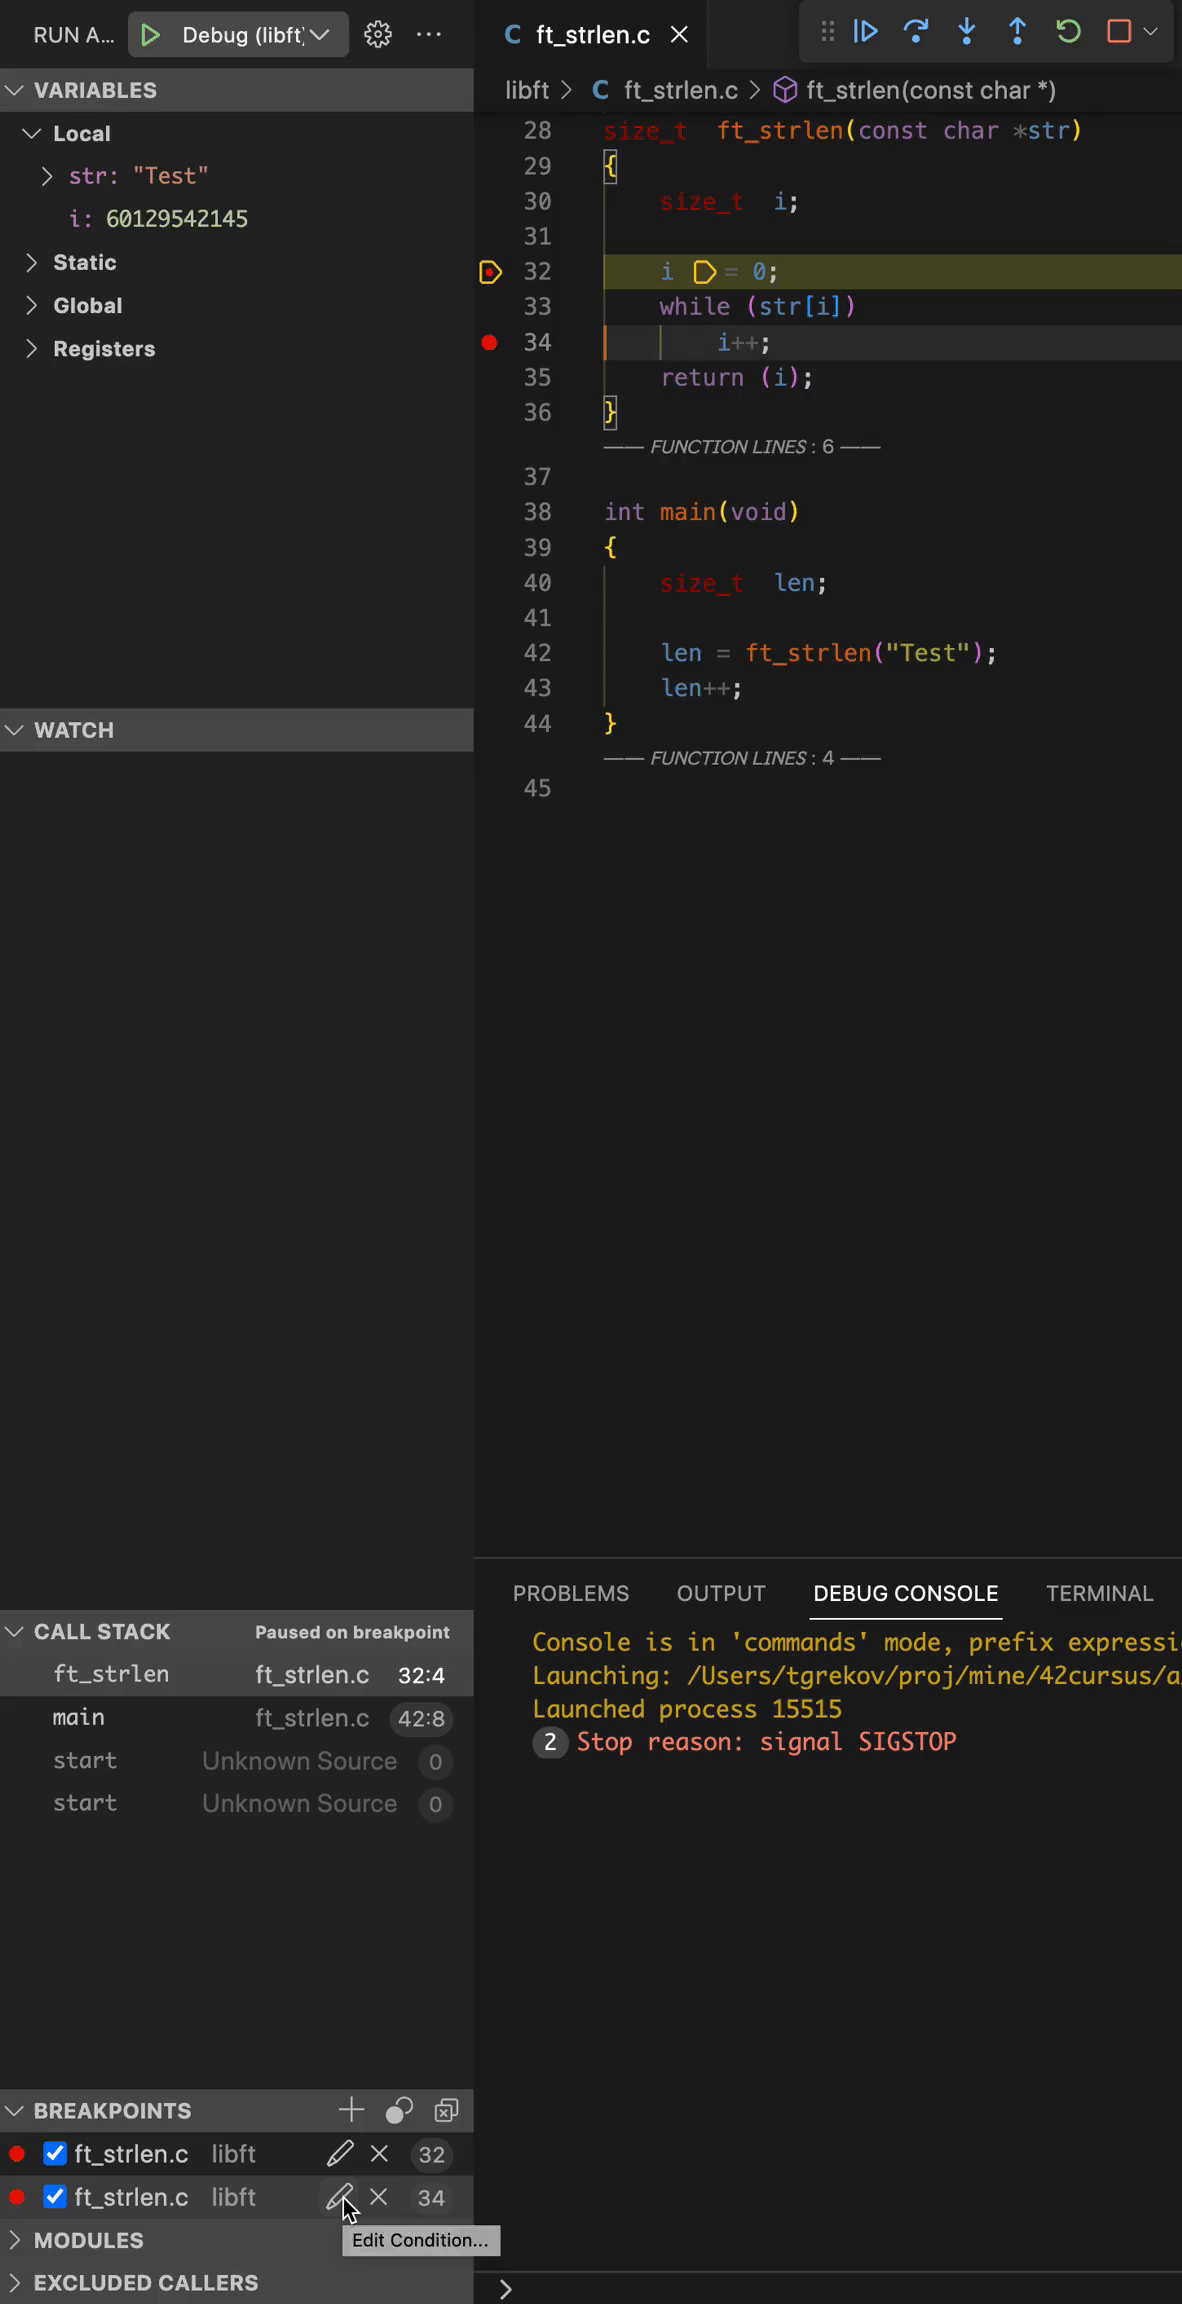 RUN A... Debug (libft) ...
VARIABLES
Local
str: "Test"
i: 60129542145
Static
Global
Registers
WATCH
CALL STACK Paused on breakpoint
ft_strlen ft_strlen.c 32:4
main ft_strlen.c 42:8
start Unknown Source 0
start Unknown Source 0
BREAKPOINTS
ft_strlen.c libft 32
ft_strlen.c libft 34
Edit Condition...
MODULES
EXCLUDED CALLERS
C ft_strlen.c
libft > C ft_strlen.c > ft_strlen(const char *)
28 size_t ft_strlen(const char *str)
29 {
30 size_t i;
31
32 i = 0;
33 while (str[i])
34 i++;
35 return (i);
36 }
—— FUNCTION LINES : 6 ——
37
38 int main(void)
39 {
40 size_t len;
41
42 len = ft_strlen("Test");
43 len++;
44 }
—— FUNCTION LINES : 4 ——
45
PROBLEMS OUTPUT DEBUG CONSOLE TERMINAL
Console is in 'commands' mode, prefix
Launching: /Users/tgrekov/proj/mine/42cursus/
Launched process 15515
2 Stop reason: signal SIGSTOP
>